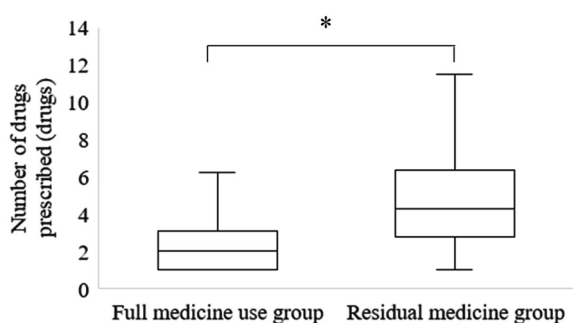 Number of drugs
prescribed (drugs)
14
12
10
8
6
4
2
0
*
Full medicine use group
Residual medicine group